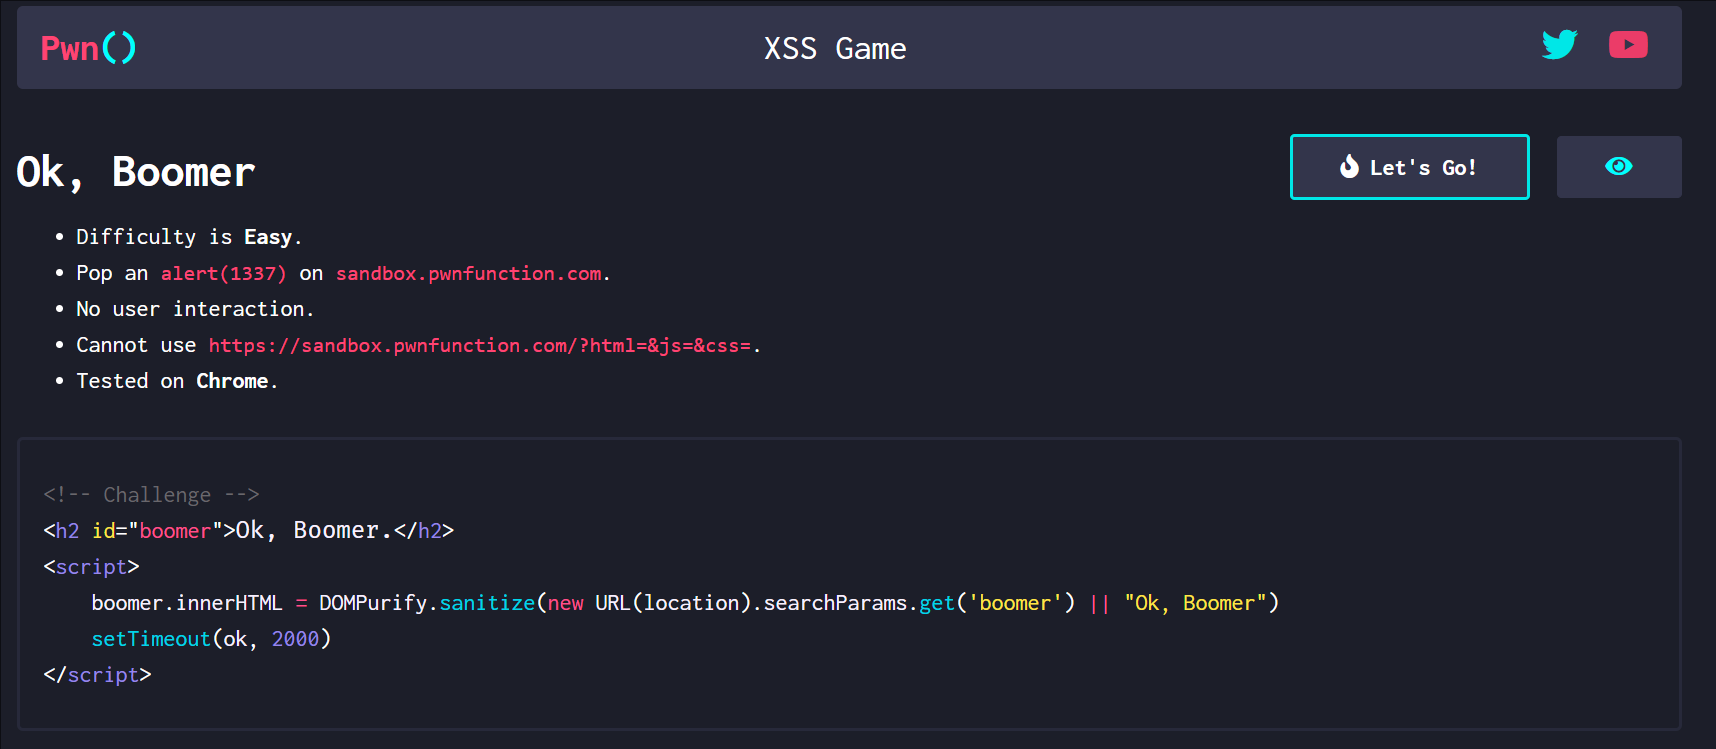 Pwn()
XSS Game
Ok, Boomer
Let's Go!
• Difficulty is Easy.
• Pop an alert(1337) on sandbox.pwnfunction.com.
• No user interaction.
• Cannot use https://sandbox.pwnfunction.com/?html=&js=&css=.
• Tested on Chrome.
<!-- Challenge -->
<h2 id="boomer">Ok, Boomer.</h2>
<script>
    boomer.innerHTML = DOMPurify.sanitize(new URL(location).searchParams.get('boomer') || "Ok, Boomer")
    setTimeout(ok, 2000)
</script>